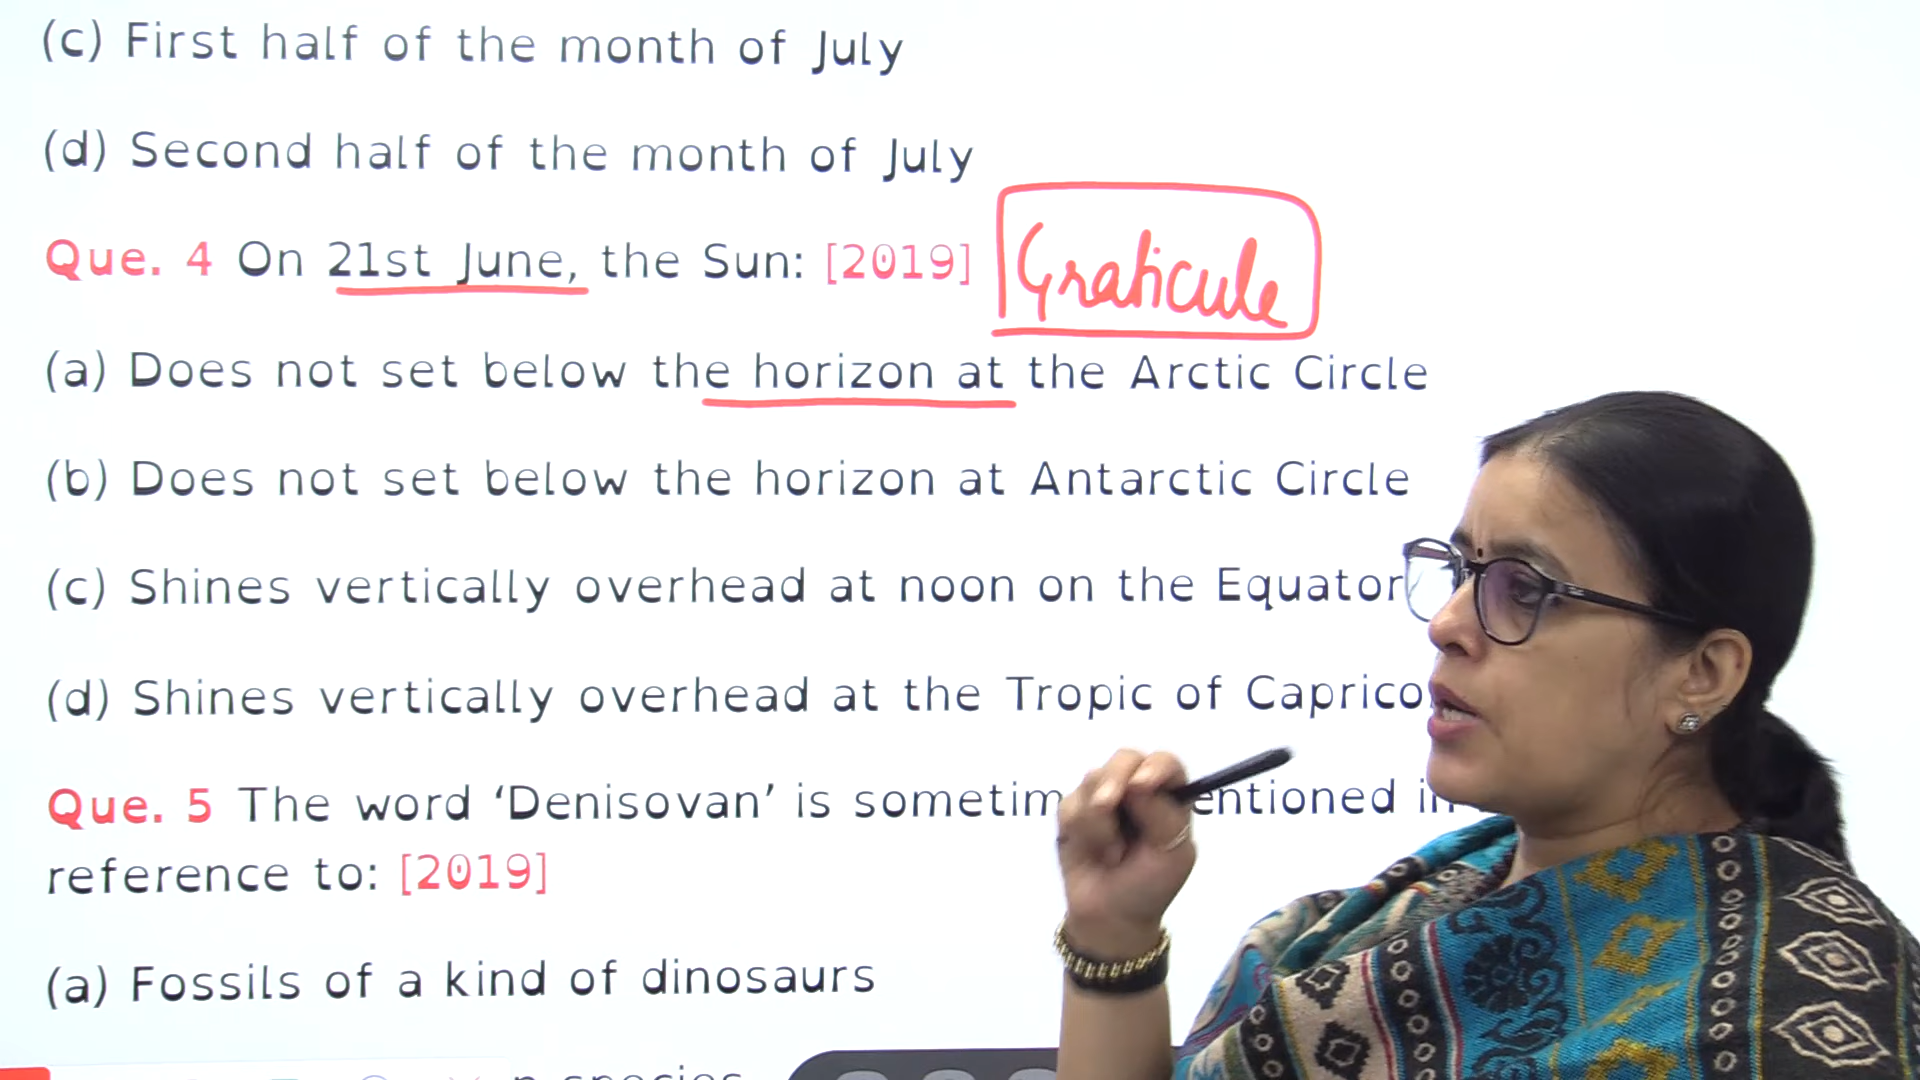 (c) First half of the month of July
(d) Second half of the month of July
Que. 4 On 21st June, the Sun: [2019] Graticule
(a) Does not set below the horizon at the Arctic Circle
(b) Does not set below the horizon at Antarctic Circle
(c) Shines vertically overhead at noon on the Equator
(d) Shines vertically overhead at the Tropic of Caprico
Que. 5 The word ‘Denisovan’ is sometim entioned in
reference to: [2019]
(a) Fossils of a kind of dinosaurs
species